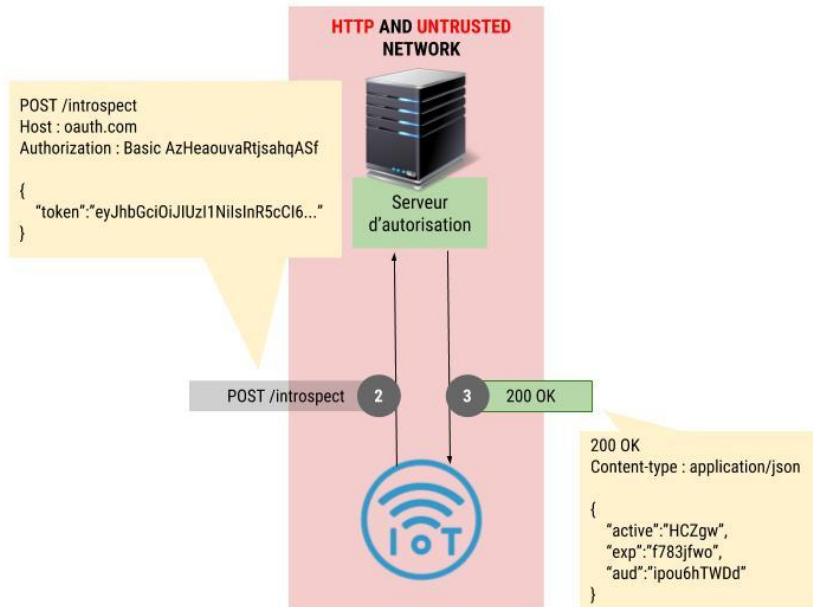 HTTP AND UNTRUSTED
NETWORK
POST /introspect
Host : oauth.com
Authorization : Basic AzHeaouvaRtjsahqASf
{
"token":"eyJhbGciOiJIUzI1NiIsInR5cCI6..."
}
Serveur
d'autorisation
POST /introspect
2
3
200 OK
IoT
200 OK
Content-type : application/json
{
"active":"HCZgw",
"exp":"f783jfwo",
"aud":"ipou6hTWDd"
}